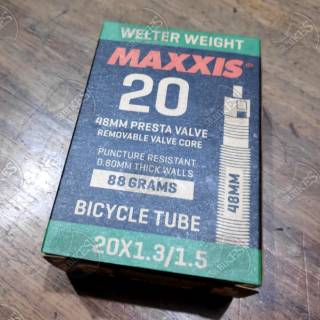 WELTER WEIGHT
MAXXIS®
20
48MM PRESTA VALVE
REMOVABLE VALVE CORE
PUNCTURE RESISTANT
0.80MM THICK WALLS
88 GRAMS
48MM
BICYCLE TUBE
20X1.3/1.5